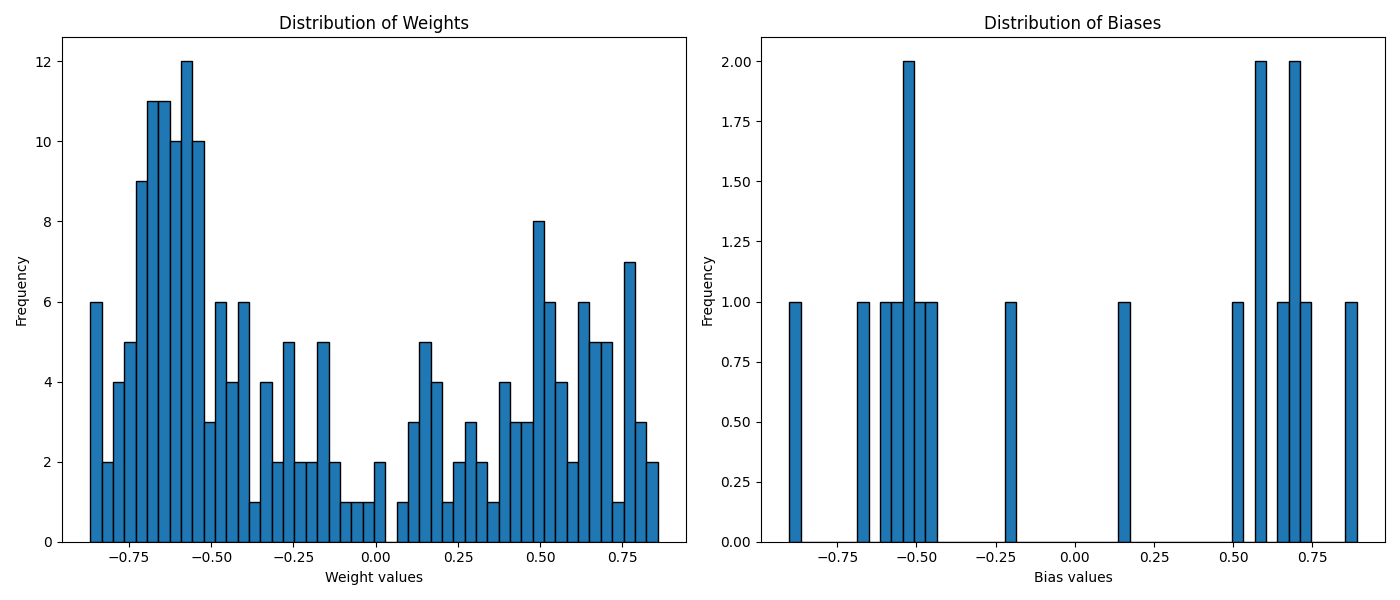 Distribution of Weights
Frequency
12
10
8
6
4
2
0
−0.75 −0.50 −0.25 0.00 0.25 0.50 0.75
Weight values
Distribution of Biases
Frequency
2.00
1.75
1.50
1.25
1.00
0.75
0.50
0.25
0.00
−0.75 −0.50 −0.25 0.00 0.25 0.50 0.75
Bias values